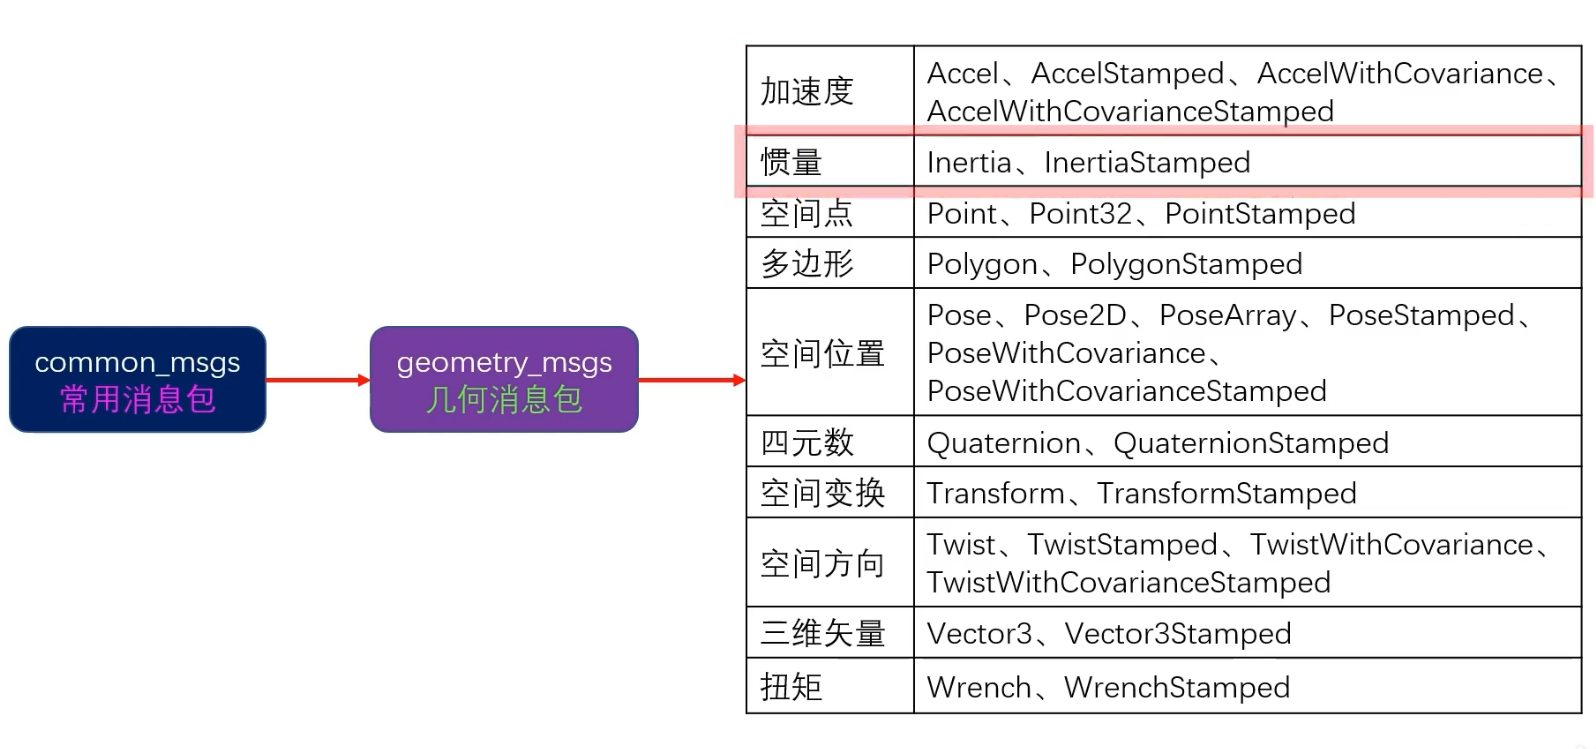 common_msgs
常用消息包
geometry_msgs
几何消息包
加速度
Accel、AccelStamped、AccelWithCovariance、
AccelWithCovarianceStamped
惯量
Inertia、InertiaStamped
空间点
Point、Point32、PointStamped
多边形
Polygon、PolygonStamped
空间位置
Pose、Pose2D、PoseArray、PoseStamped、
PoseWithCovariance、
PoseWithCovarianceStamped
四元数
Quaternion、QuaternionStamped
空间变换
Transform、TransformStamped
空间方向
Twist、TwistStamped、TwistWithCovariance、
TwistWithCovarianceStamped
三维矢量
Vector3、Vector3Stamped
扭矩
Wrench、WrenchStamped